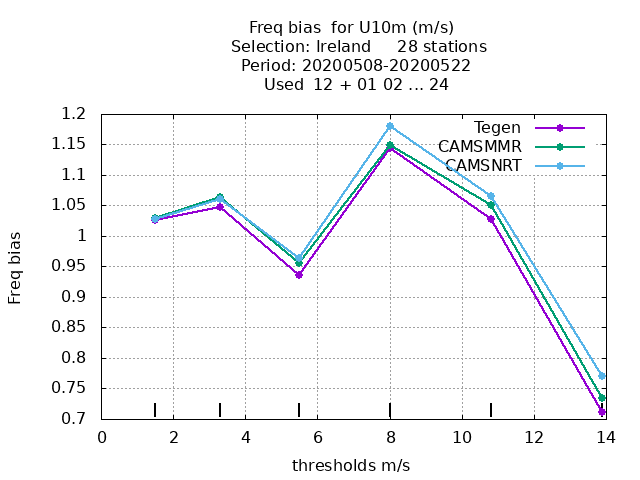 Freq bias  for U10m (m/s)
Selection: Ireland     28 stations
Period: 20200508-20200522
Used  12 + 01 02 ... 24
Tegen
CAMSMMR
CAMSNRT
Freq bias
1.2
1.15
1.1
1.05
1
0.95
0.9
0.85
0.8
0.75
0.7
0 2 4 6 8 10 12 14
thresholds m/s